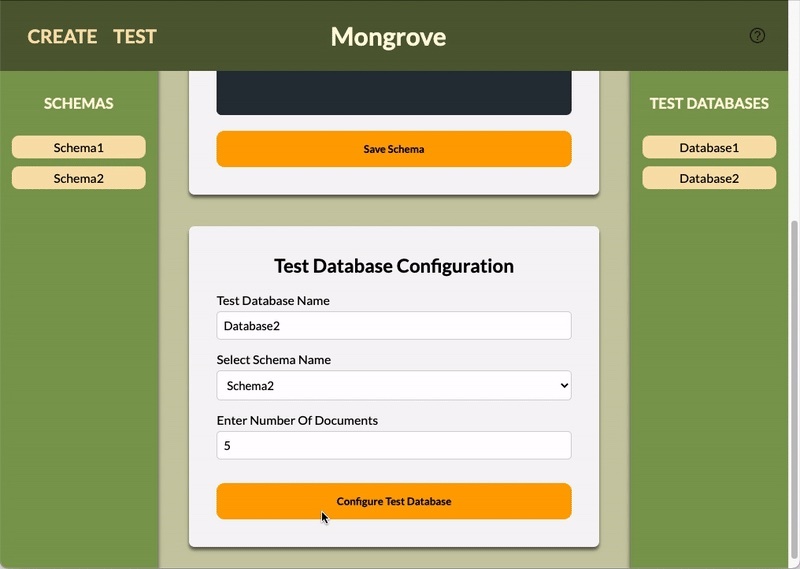 CREATE TEST
Mongrove
?
SCHEMAS
Schema1
Schema2
Save Schema
Test Database Configuration
Test Database Name
Database2
Select Schema Name
Schema2
Enter Number Of Documents
5
Configure Test Database
TEST DATABASES
Database1
Database2